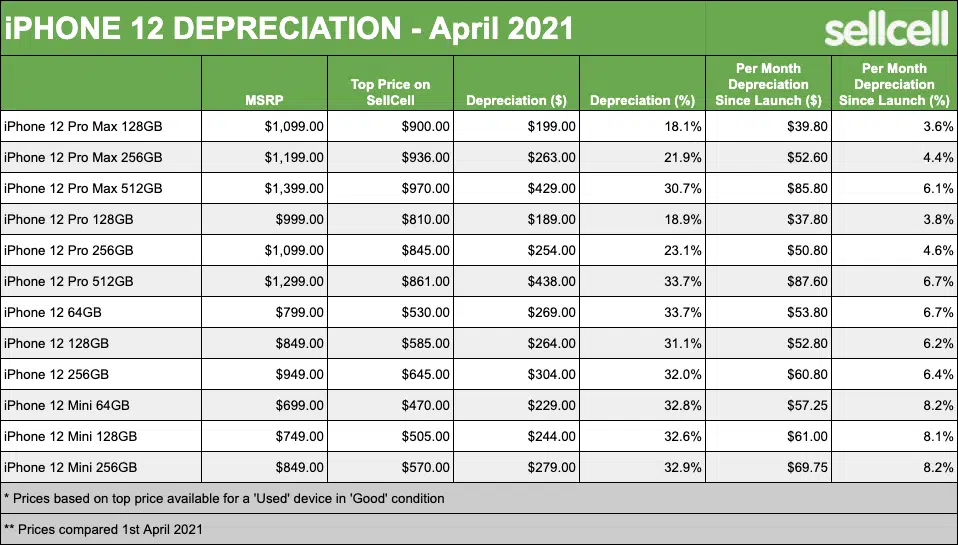 iPHONE 12 DEPRECIATION - April 2021 sellcell
MSRP Top Price on SellCell Depreciation ($) Depreciation (%) Per Month Depreciation Since Launch ($) Per Month Depreciation Since Launch (%)
iPhone 12 Pro Max 128GB $1,099.00 $900.00 $199.00 18.1% $39.80 3.6%
iPhone 12 Pro Max 256GB $1,199.00 $936.00 $263.00 21.9% $52.60 4.4%
iPhone 12 Pro Max 512GB $1,399.00 $970.00 $429.00 30.7% $85.80 6.1%
iPhone 12 Pro 128GB $999.00 $810.00 $189.00 18.9% $37.80 3.8%
iPhone 12 Pro 256GB $1,099.00 $845.00 $254.00 23.1% $50.80 4.6%
iPhone 12 Pro 512GB $1,299.00 $861.00 $438.00 33.7% $87.60 6.7%
iPhone 12 64GB $799.00 $530.00 $269.00 33.7% $53.80 6.7%
iPhone 12 128GB $849.00 $585.00 $264.00 31.1% $52.80 6.2%
iPhone 12 256GB $949.00 $645.00 $304.00 32.0% $60.80 6.4%
iPhone 12 Mini 64GB $699.00 $470.00 $229.00 32.8% $57.25 8.2%
iPhone 12 Mini 128GB $749.00 $505.00 $244.00 32.6% $61.00 8.1%
iPhone 12 Mini 256GB $849.00 $570.00 $279.00 32.9% $69.75 8.2%
* Prices based on top price available for a 'Used' device in 'Good' condition
** Prices compared 1st April 2021